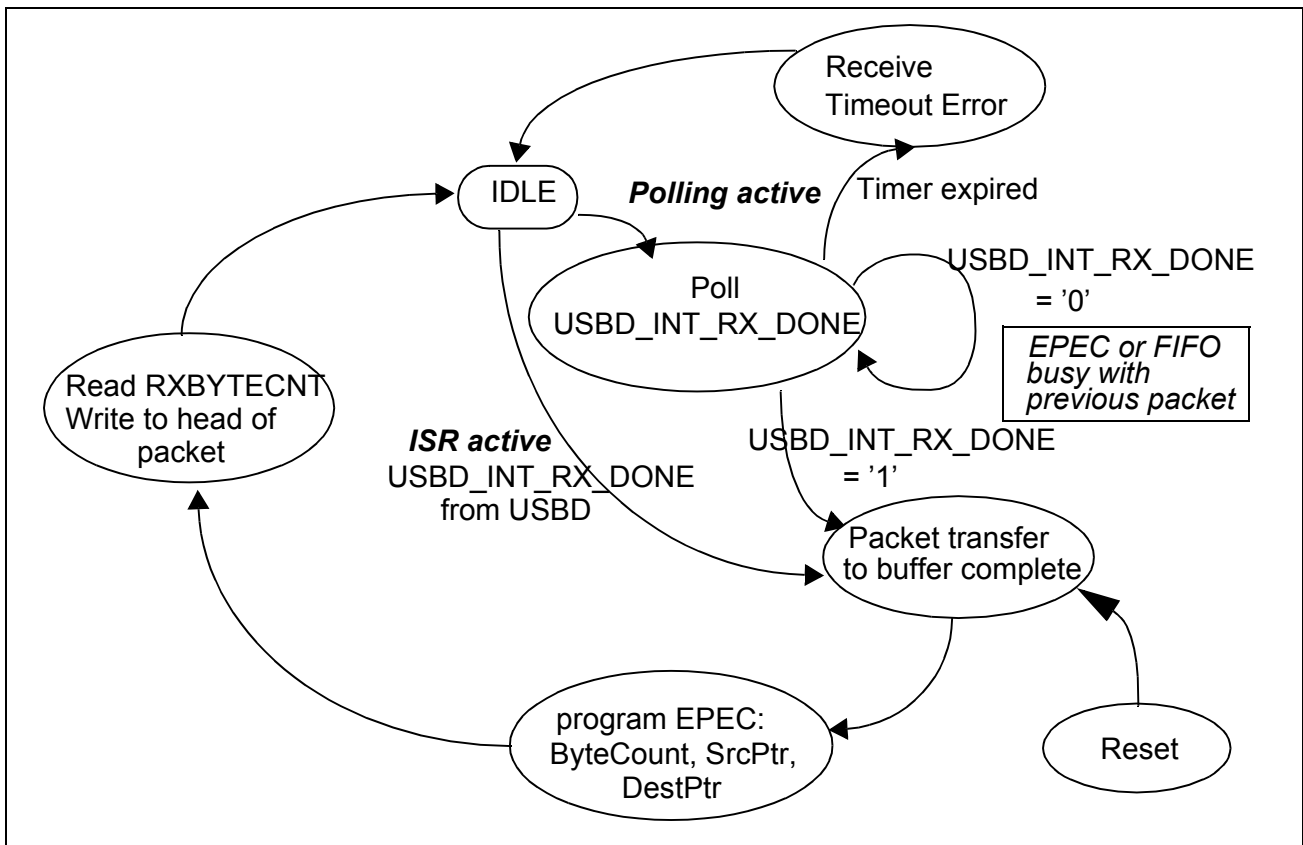 Receive
Timeout Error
IDLE
Polling active
Timer expired
Poll
USBD_INT_RX_DONE
USBD_INT_RX_DONE
= ’0’
EPEC or FIFO
busy with
previous packet
Read RXBYTECNT
Write to head of
packet
ISR active
USBD_INT_RX_DONE
from USBD
USBD_INT_RX_DONE
= ’1’
Packet transfer
to buffer complete
program EPEC:
ByteCount, SrcPtr,
DestPtr
Reset